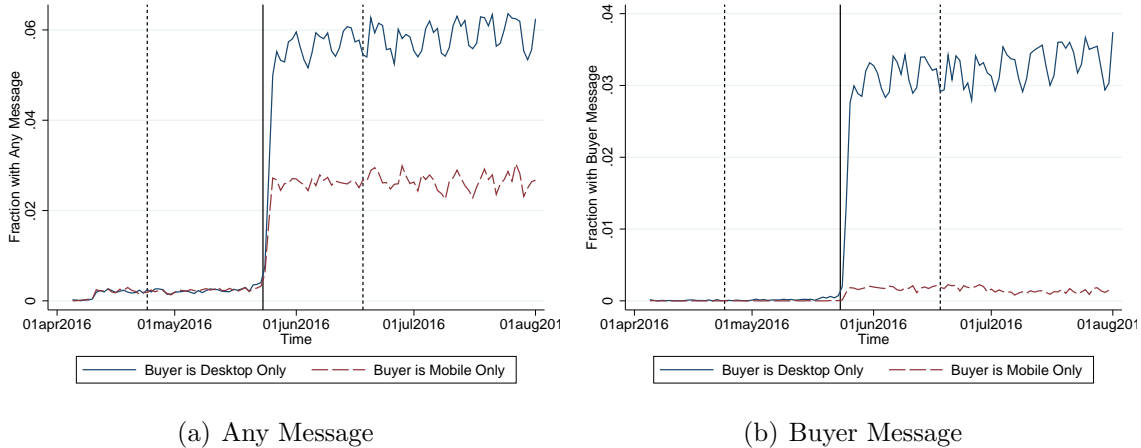 Fraction with Any Message
.06
.04
.02
0
01apr2016 01may2016 01jun2016 01jul2016 01aug201
Time
Buyer is Desktop Only Buyer is Mobile Only
(a) Any Message
Fraction with Buyer Message
.04
.03
.02
.01
0
01apr2016 01may2016 01jun2016 01jul2016 01aug201
Time
Buyer is Desktop Only Buyer is Mobile Only
(b) Buyer Message